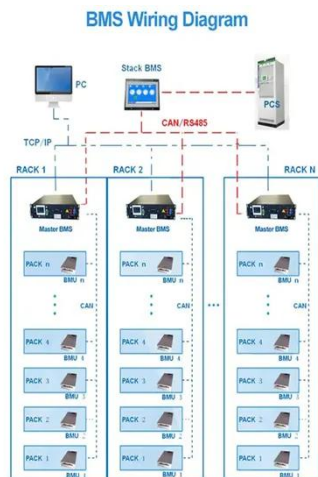 BMS Wiring Diagram
Stack BMS
PC
PCS
CAN/RS485
TCP/IP
RACK 1 RACK 2 RACK N
Master BMS Master BMS Master BMS
PACK n PACK n PACK n
BMU n BMU n BMU n
CAN CAN CAN
PACK 4 PACK 4 PACK 4
BMU 4 BMU 4 BMU 4
PACK 3 PACK 3 PACK 3
BMU 3 BMU 3 BMU 3
PACK 2 PACK 2 PACK 2
BMU 2 BMU 2 BMU 2
PACK 1 PACK 1 PACK 1
BMU 1 BMU 1 BMU 1